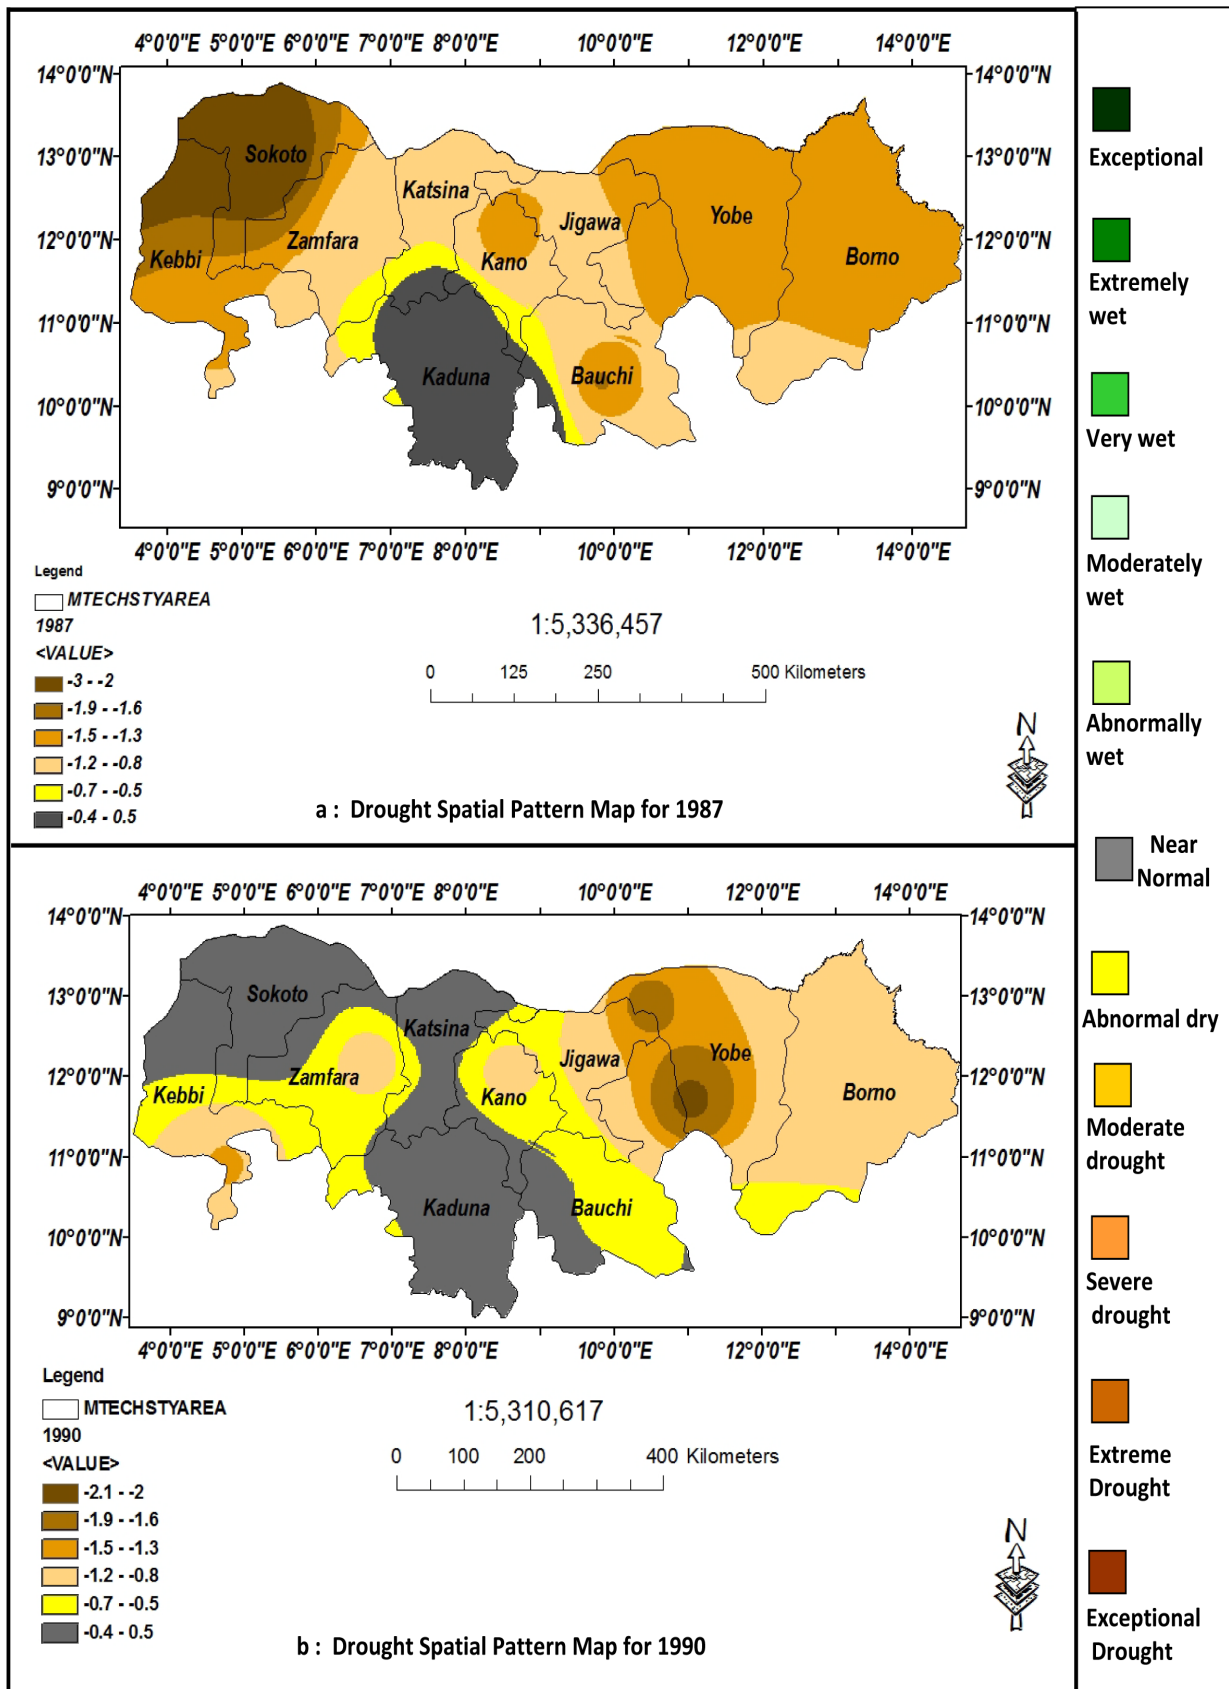 4°0'0"E 5°0'0"E 6°0'0"E 7°0'0"E 8°0'0"E 10°0'0"E 12°0'0"E 14°0'0"E
14°0'0"N 14°0'0"N
13°0'0"N 13°0'0"N
12°0'0"N 12°0'0"N
11°0'0"N 11°0'0"N
10°0'0"N 10°0'0"N
9°0'0"N 9°0'0"N
Sokoto
Katsina
Zamfara
Kebbi
Kano
Jigawa
Yobe
Borno
Kaduna
Bauchi
4°0'0"E 5°0'0"E 6°0'0"E 7°0'0"E 8°0'0"E 10°0'0"E 12°0'0"E 14°0'0"E
Legend
MTECHSTYAREA
1987
<VALUE>
-3 - -2
-1.9 - -1.6
-1.5 - -1.3
-1.2 - -0.8
-0.7 - -0.5
-0.4 - 0.5
1:5,336,457
0 125 250 500 Kilometers
N
a : Drought Spatial Pattern Map for 1987
4°0'0"E 5°0'0"E 6°0'0"E 7°0'0"E 8°0'0"E 10°0'0"E 12°0'0"E 14°0'0"E
14°0'0"N 14°0'0"N
13°0'0"N 13°0'0"N
12°0'0"N 12°0'0"N
11°0'0"N 11°0'0"N
10°0'0"N 10°0'0"N
9°0'0"N 9°0'0"N
Sokoto
Katsina
Zamfara
Kebbi
Kano
Jigawa
Yobe
Borno
Kaduna
Bauchi
4°0'0"E 5°0'0"E 6°0'0"E 7°0'0"E 8°0'0"E 10°0'0"E 12°0'0"E 14°0'0"E
Legend
MTECHSTYAREA
1990
<VALUE>
-2.1 - -2
-1.9 - -1.6
-1.5 - -1.3
-1.2 - -0.8
-0.7 - -0.5
-0.4 - 0.5
1:5,310,617
0 100 200 400 Kilometers
N
b : Drought Spatial Pattern Map for 1990
Exceptional
Extremely
wet
Very wet
Moderately
wet
Abnormally
wet
Near
Normal
Abnormal dry
Moderate
drought
Severe
drought
Extreme
Drought
Exceptional
Drought